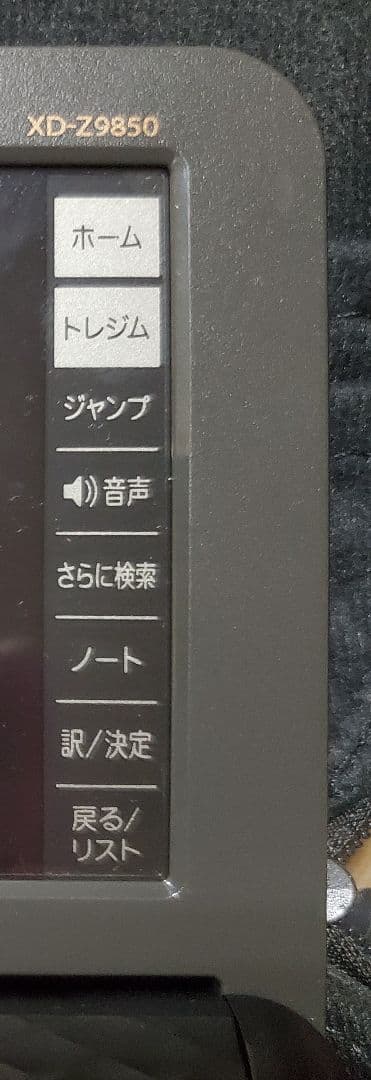 XD-Z9850
ホーム
トレジム
ジャンプ
音声
さらに検索
ノート
訳/決定
戻る/
リスト